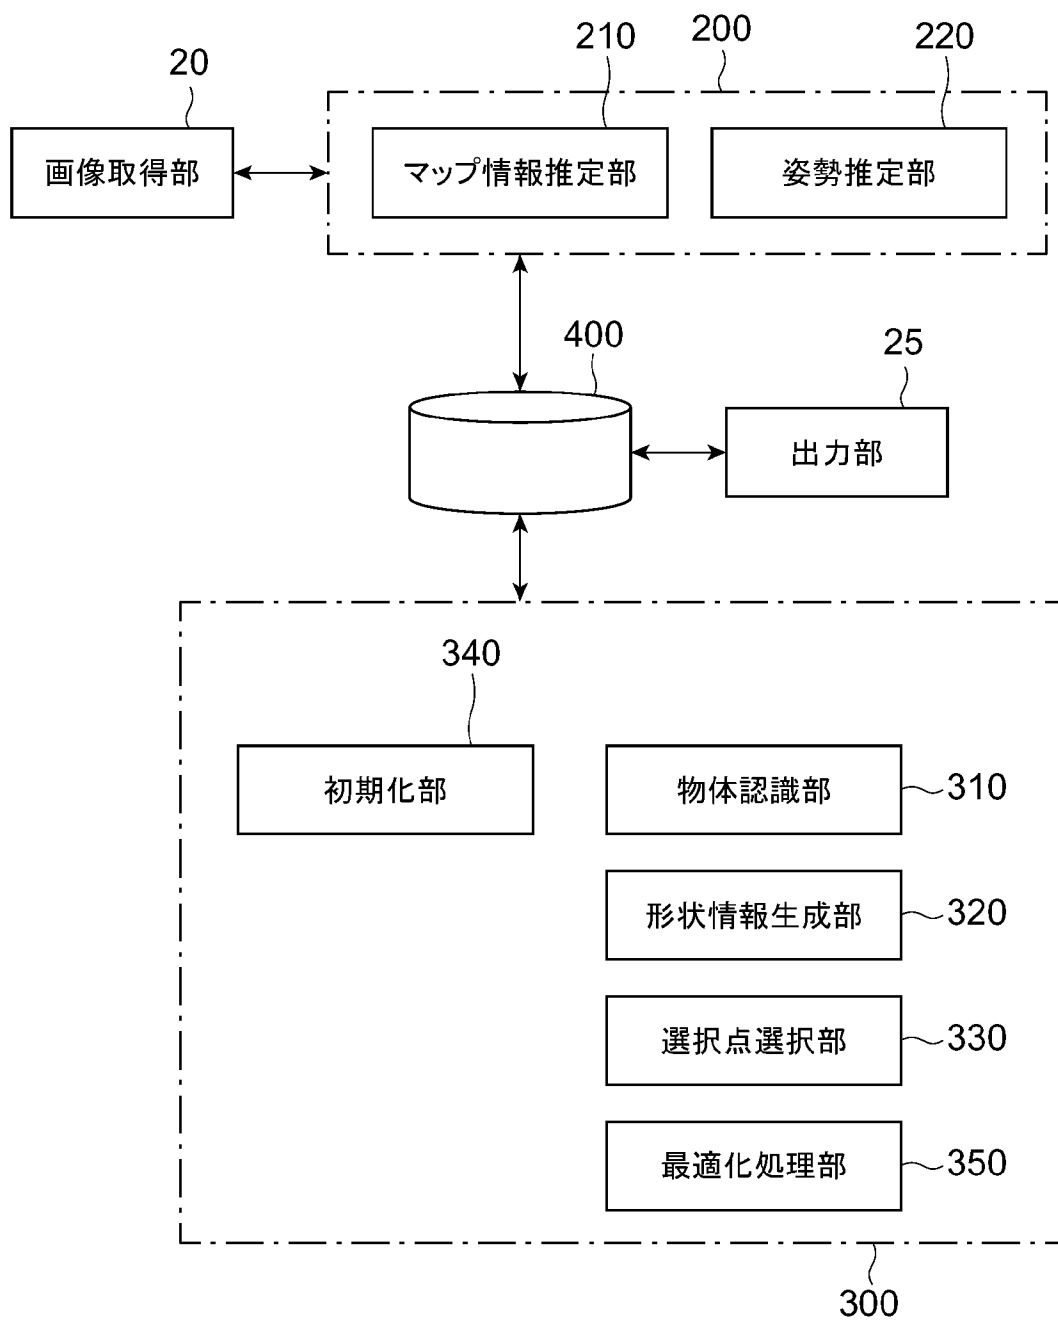 200
210
220
20
画像取得部
マップ情報推定部
姿勢推定部
400
25
出力部
340
初期化部
物体認識部
310
形状情報生成部
320
選択点選択部
330
最適化処理部
350
300